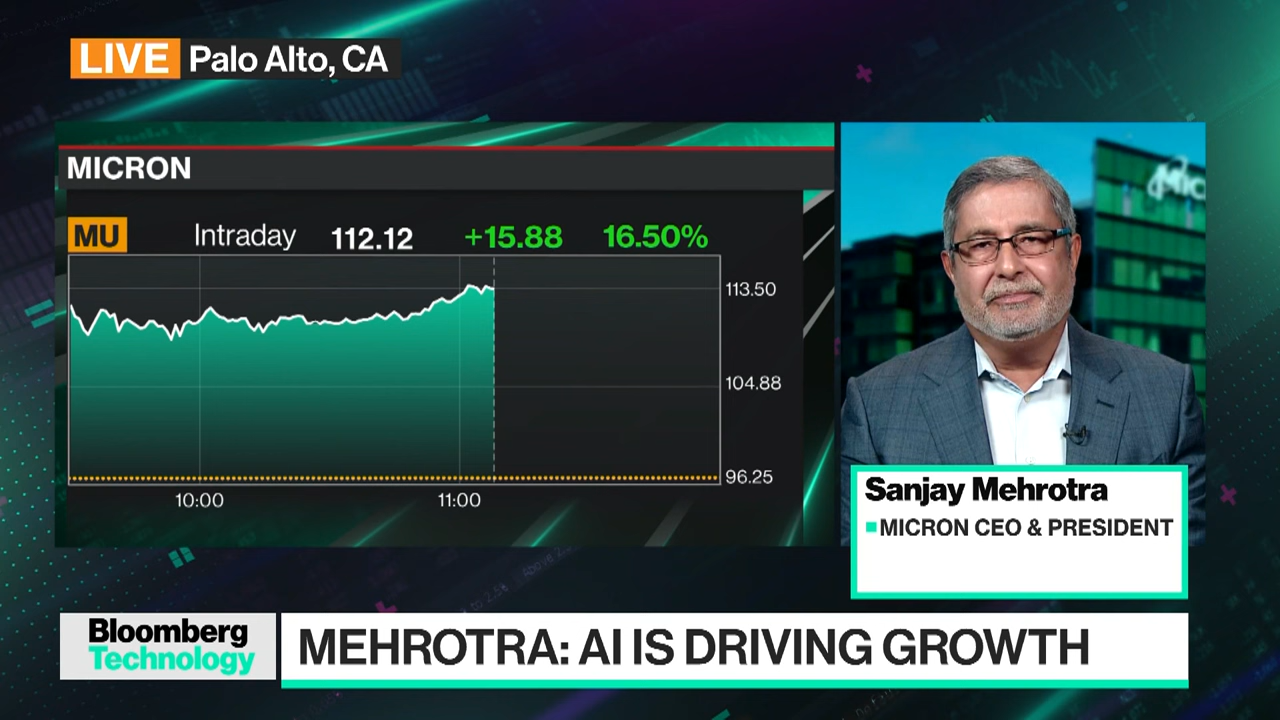 LIVE Palo Alto, CA
MICRON
MU Intraday 112.12 +15.88 16.50%
113.50
104.88
96.25
10:00 11:00
Mic
Sanjay Mehrotra
MICRON CEO & PRESIDENT
Bloomberg
Technology
MEHROTRA: AI IS DRIVING GROWTH